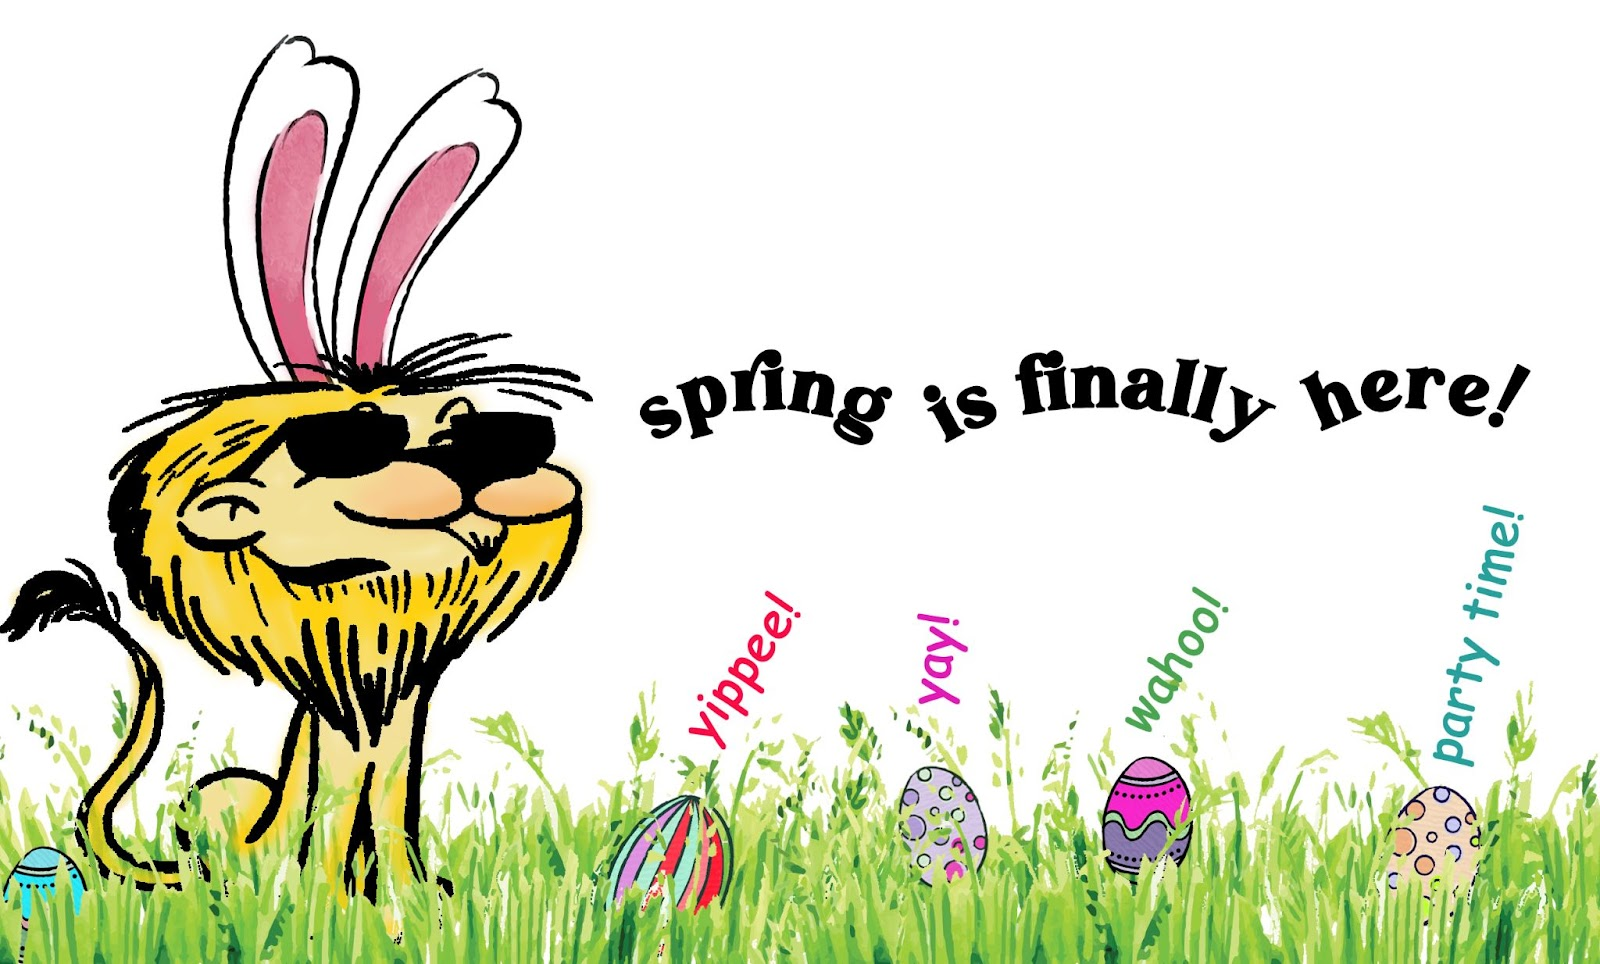 spring is finally here!
yippee!
yay!
wahoo!
party time!